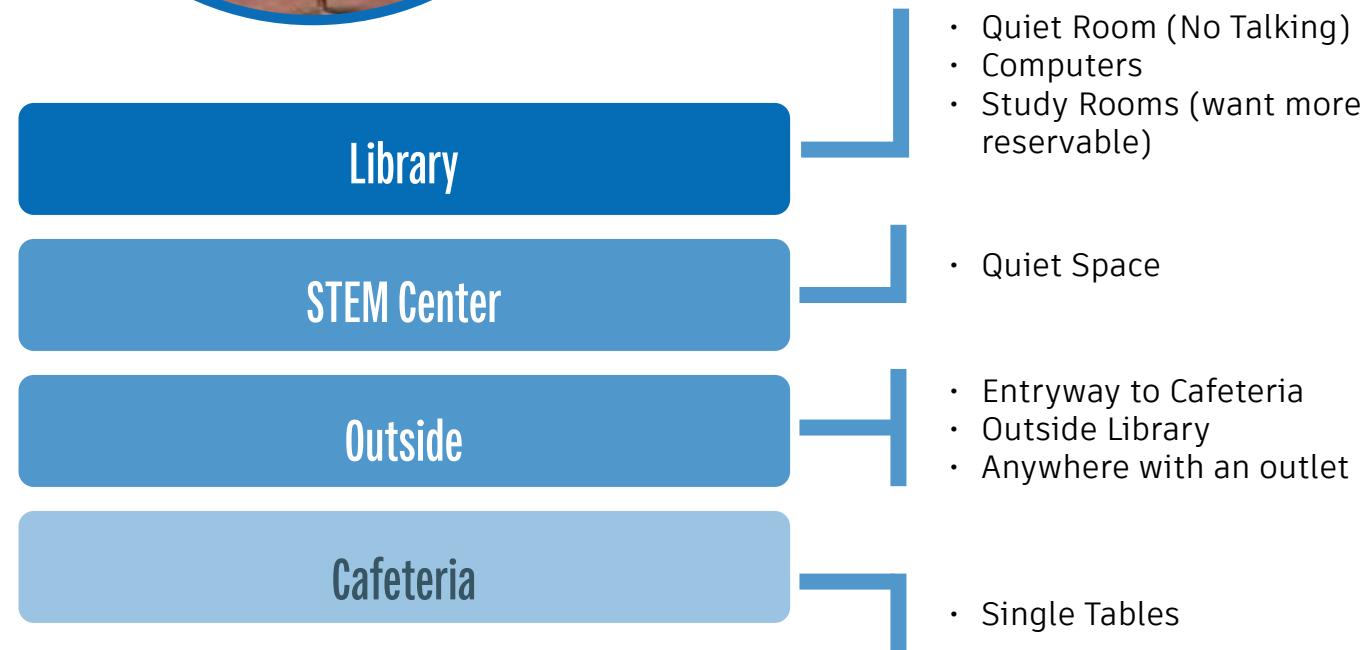 Library
· Quiet Room (No Talking)
· Computers
· Study Rooms (want more
reservable)
STEM Center
· Quiet Space
Outside
· Entryway to Cafeteria
· Outside Library
· Anywhere with an outlet
Cafeteria
· Single Tables